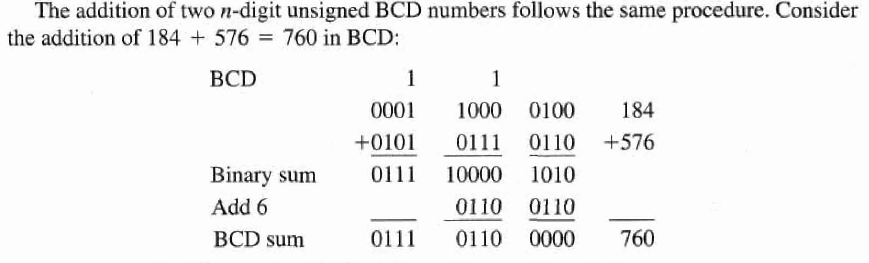 The addition of two n-digit unsigned BCD numbers follows the same procedure. Consider
the addition of 184 + 576 = 760 in BCD:
BCD 1 1
0001 1000 0100 184
+0101 0111 0110 +576
Binary sum 0111 10000 1010
Add 6 0110 0110
BCD sum 0111 0110 0000 760